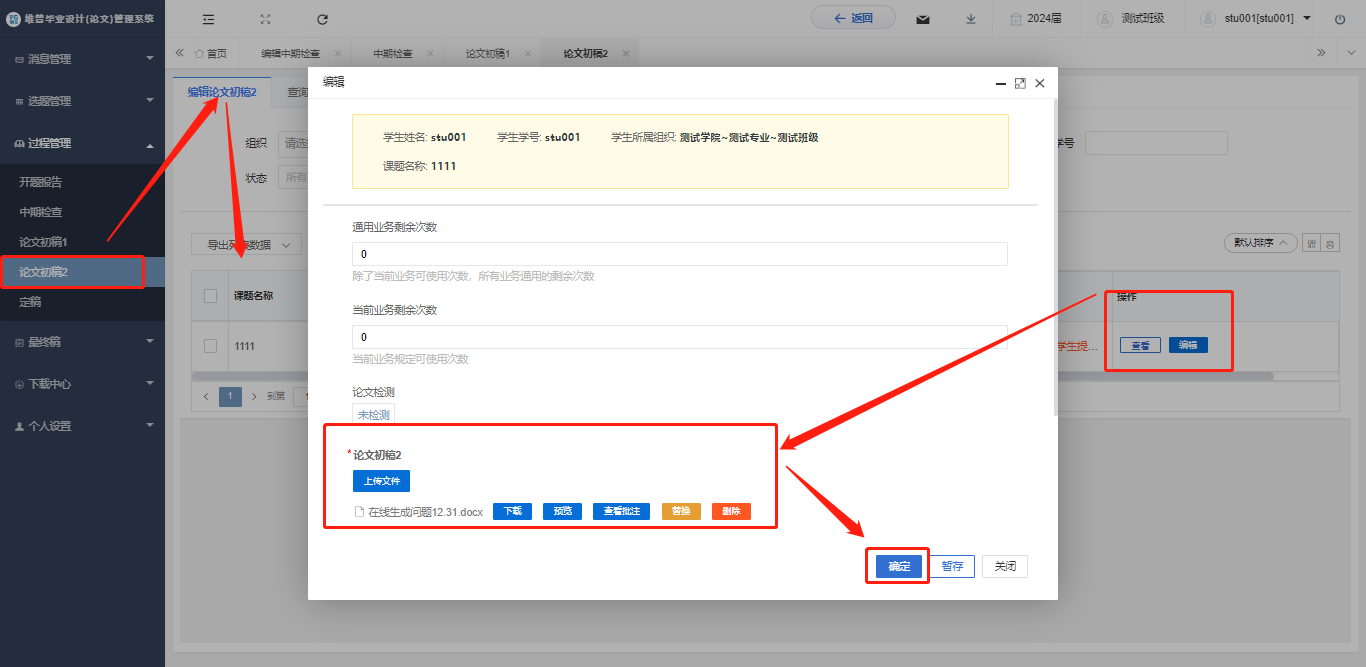 维普毕业设计(论文)管理系统
返回
2024届
测试班级
stu001[stu001]
消息管理
选题管理
过程管理
开题报告
中期检查
论文初稿1
论文初稿2
定稿
最终稿
下载中心
个人设置
首页
编辑中期检查
中期检查
论文初稿1
论文初稿2
编辑论文初稿2
查询
组织
请选
学号
状态
所有
导出列表数据
默认排序
课题名称
操作
1111
学生提...
查看
编辑
1
到第
编辑
学生姓名: stu001
学生学号: stu001
学生所属组织: 测试学院~测试专业~测试班级
课题名称: 1111
通用业务剩余次数
0
除了当前业务可使用次数，所有业务通用的剩余次数
当前业务剩余次数
0
当前业务规定可使用次数
论文检测
未检测
*论文初稿2
上传文件
在线生成问题12.31.docx
下载
预览
查看批注
替换
删除
确定
暂存
关闭